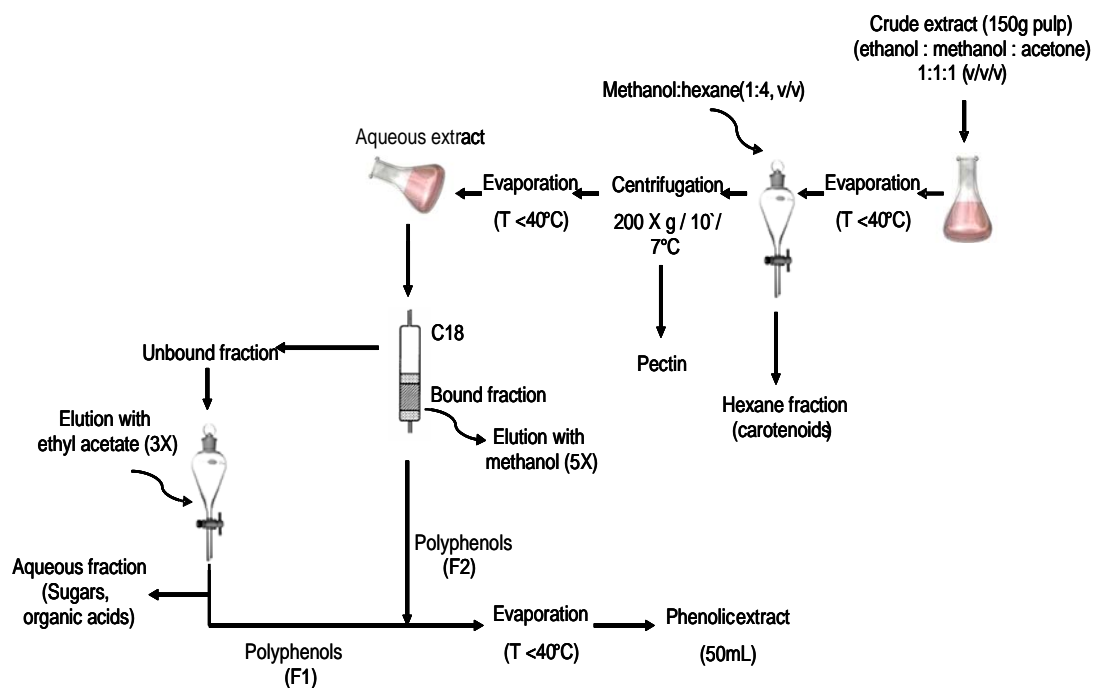 Crude extract (150g pulp)
(ethanol : methanol : acetone)
1:1:1 (v/v/v)
Methanol:hexane(1:4, v/v)
Aqueous extract
Evaporation
(T <40°C)
Centrifugation
200 X g / 10`/
7°C
Evaporation
(T <40°C)
C18
Unbound fraction
Pectin
Bound fraction
Hexane fraction
(carotenoids)
Elution with
ethyl acetate (3X)
Elution with
methanol (5X)
Polyphenols
(F2)
Aqueous fraction
(Sugars,
organic acids)
Evaporation
(T <40°C)
Phenolic extract
(50mL)
Polyphenols
(F1)